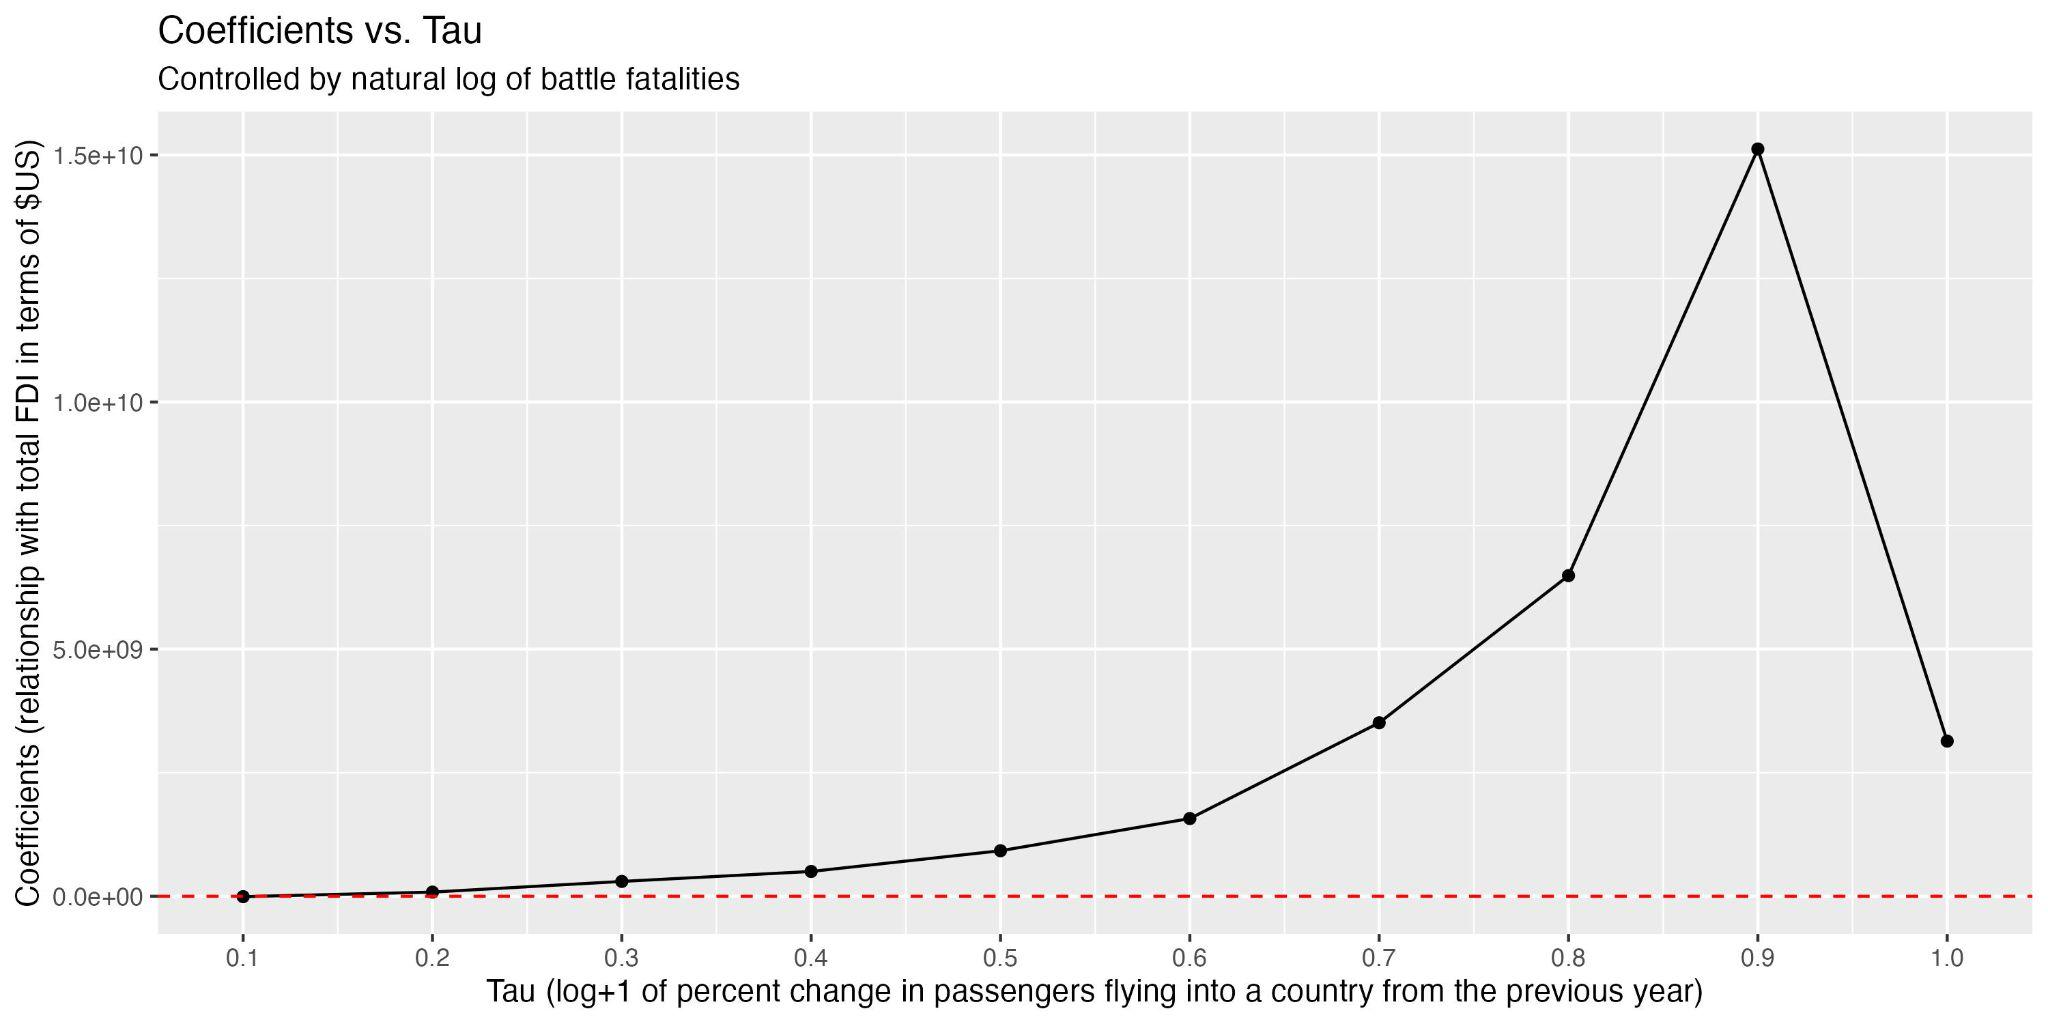 Coefficients vs. Tau
Controlled by natural log of battle fatalities
Coefficients (relationship with total FDI in terms of $US)
1.5e+10
1.0e+10
5.0e+09
0.0e+00
0.1 0.2 0.3 0.4 0.5 0.6 0.7 0.8 0.9 1.0
Tau (log+1 of percent change in passengers flying into a country from the previous year)